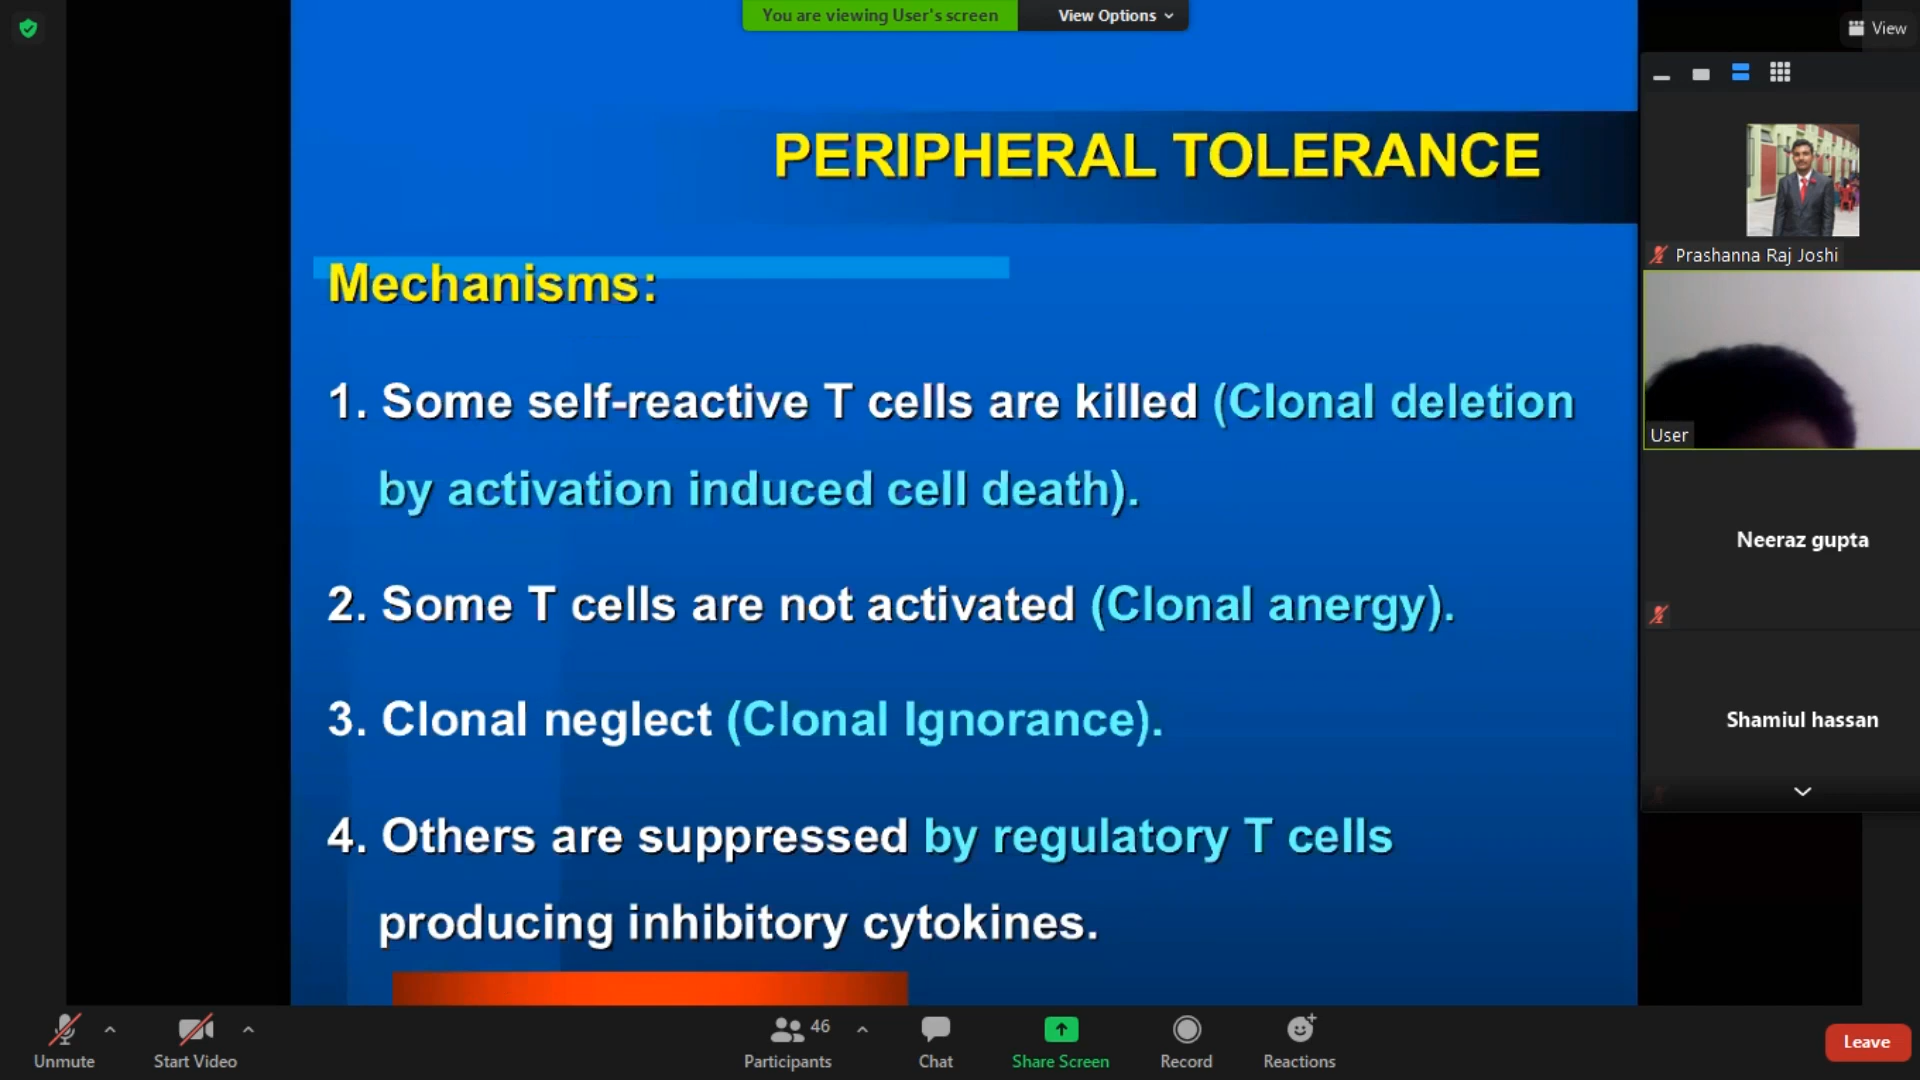 You are viewing User's screen
View Options
View
PERIPHERAL TOLERANCE
Prashanna Raj Joshi
Mechanisms:
1. Some self-reactive T cells are killed (Clonal deletion
by activation induced cell death).
User
Neeraz gupta
2. Some T cells are not activated (Clonal anergy).
3. Clonal neglect (Clonal Ignorance).
Shamiul hassan
4. Others are suppressed by regulatory T cells
producing inhibitory cytokines.
Unmute
Start Video
46
Participants
Chat
Share Screen
Record
Reactions
Leave